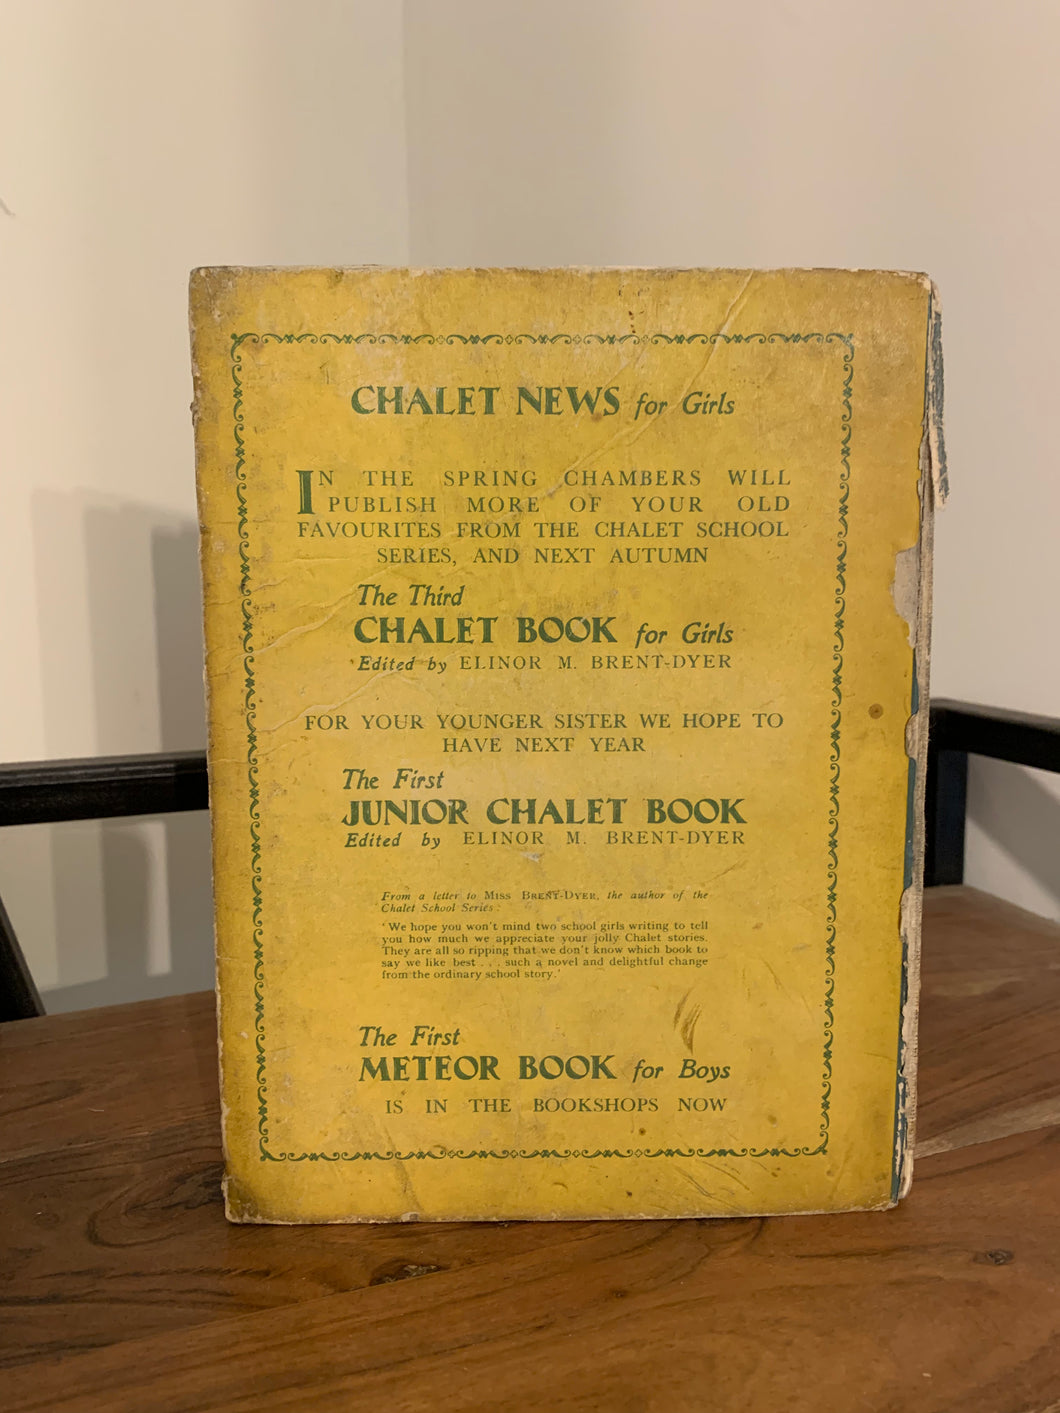 CHALET NEWS for Girls
IN THE SPRING CHAMBERS WILL
PUBLISH MORE OF YOUR OLD
FAVOURITES FROM THE CHALET SCHOOL
SERIES, AND NEXT AUTUMN
The Third
CHALET BOOK for Girls
Edited by ELINOR M. BRENT-DYER
FOR YOUR YOUNGER SISTER WE HOPE TO
HAVE NEXT YEAR
The First
JUNIOR CHALET BOOK
Edited by ELINOR M. BRENT-DYER
From a letter to MISS BRENT-DYER, the author of the
Chalet School Series:
'We hope you won't mind two school girls writing to tell
you how much we appreciate your jolly Chalet stories.
They are all so ripping that we don't know which book to
say we like best . . . such a novel and delightful change
from the ordinary school story.'
The First
METEOR BOOK for Boys
IS IN THE BOOKSHOPS NOW